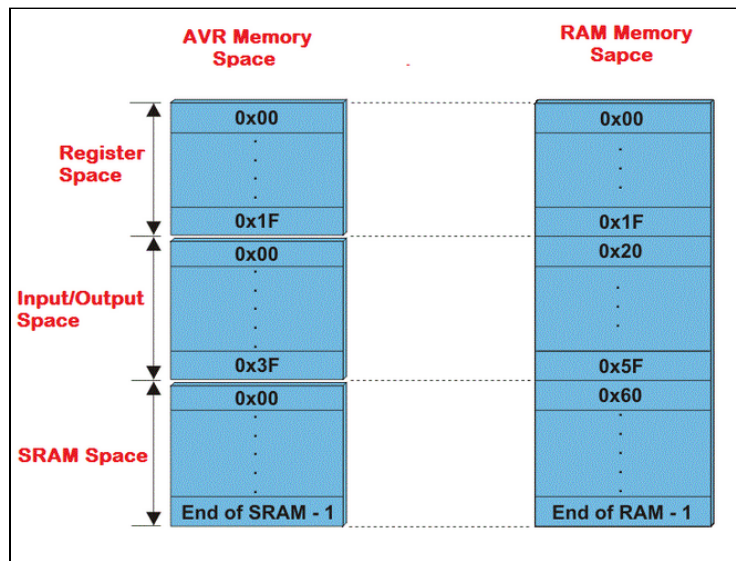 AVR Memory
Space
RAM Memory
Sapce
Register
Space
0x00
0x1F
0x00
0x1F
Input/Output
Space
0x00
0x3F
0x20
0x5F
SRAM Space
0x00
End of SRAM - 1
0x60
End of RAM - 1